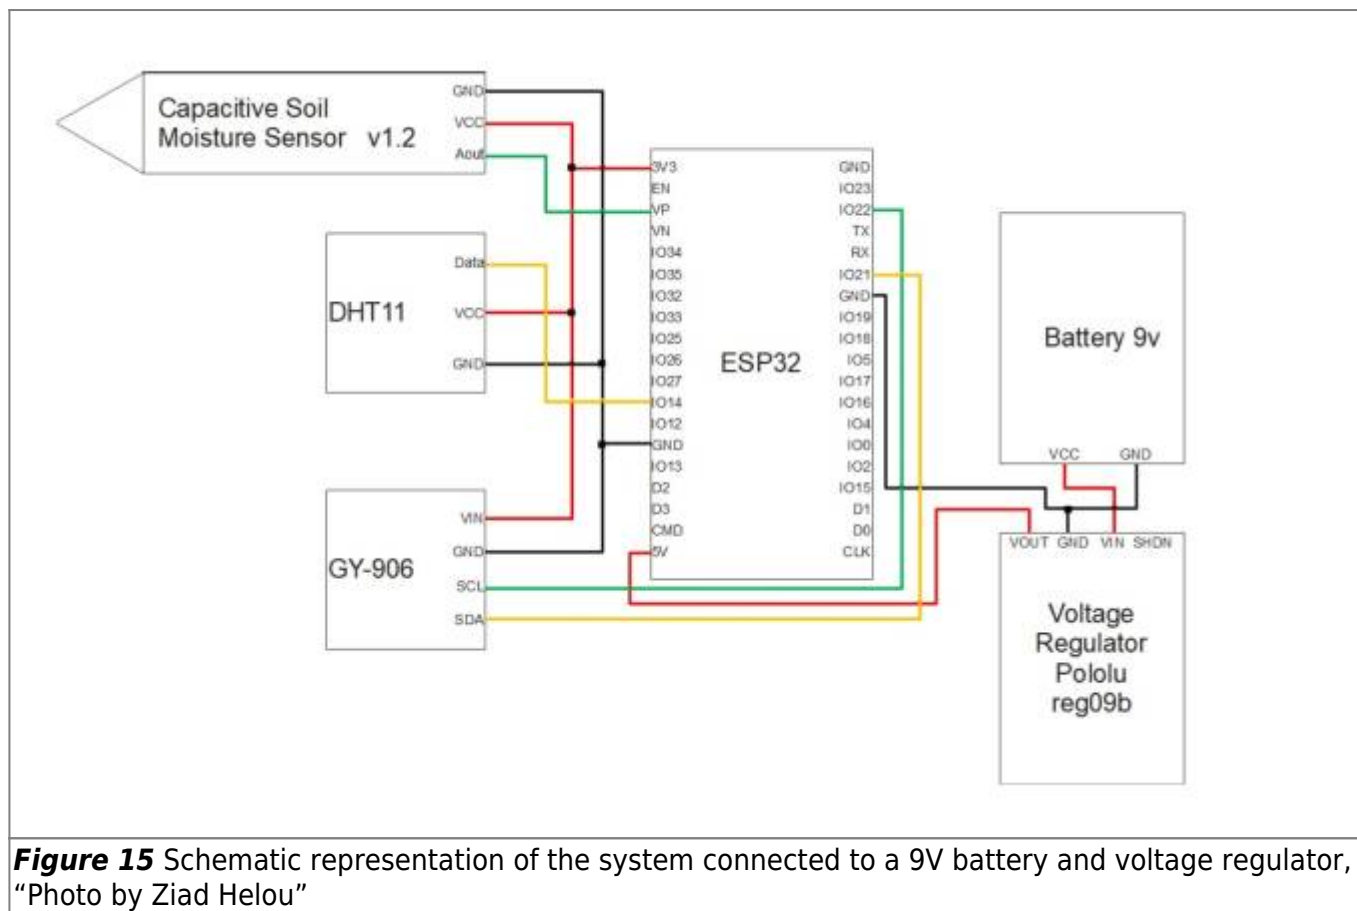 Capacitive Soil
Moisture Sensor v1.2
GND
VCC
Aout
DHT11
Data
VCC
GND
GY-906
VIN
GND
SCL
SDA
ESP32
3V3
EN
VP
VN
IO34
IO35
IO32
IO33
IO25
IO26
IO27
IO14
IO12
GND
IO13
D2
D3
CMD
5V
GND
IO23
IO22
TX
RX
IO21
GND
IO19
IO18
IO5
IO17
IO16
IO4
IO0
IO2
IO15
D1
D0
CLK
Battery 9v
VCC GND
VOUT GND VIN SHDN
Voltage
Regulator
Pololu
reg09b
Figure 15 Schematic representation of the system connected to a 9V battery and voltage regulator,
“Photo by Ziad Helou”